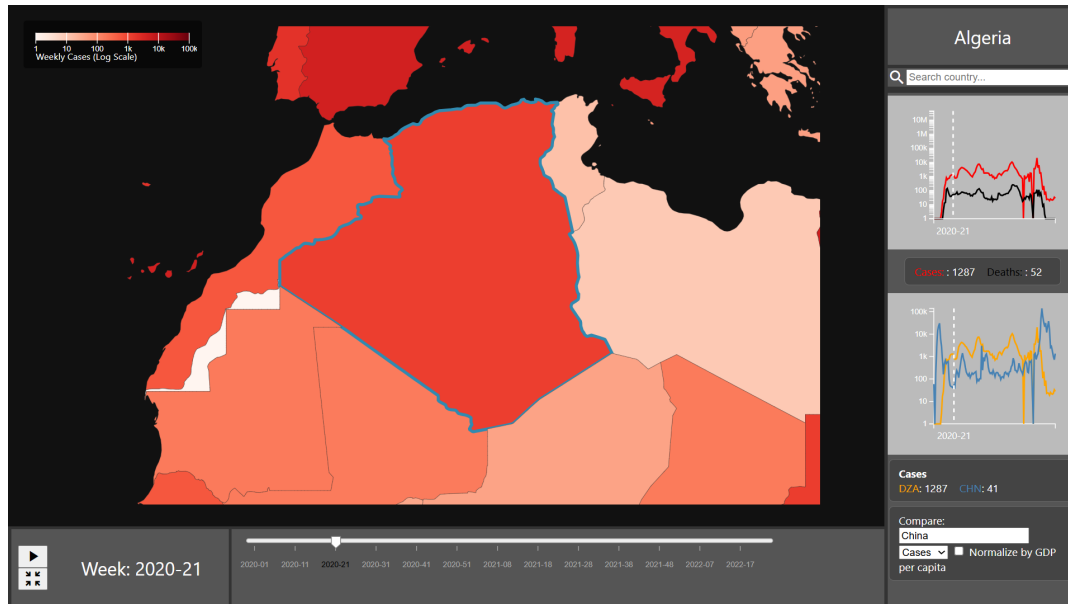 1 10 100 1k 10k 100k
Weekly Cases (Log Scale)
Algeria
Search country...
10M
1M
100k
10k
1k
100
10
1
2020-21
Cases: : 1287 Deaths: : 52
100k
10k
1k
100
10
1
2020-21
Cases
DZA: 1287 CHN: 41
Compare:
China
Cases Normalize by GDP
per capita
Week: 2020-21
2020-01 2020-11 2020-21 2020-31 2020-41 2020-51 2021-08 2021-18 2021-28 2021-38 2021-48 2022-07 2022-17